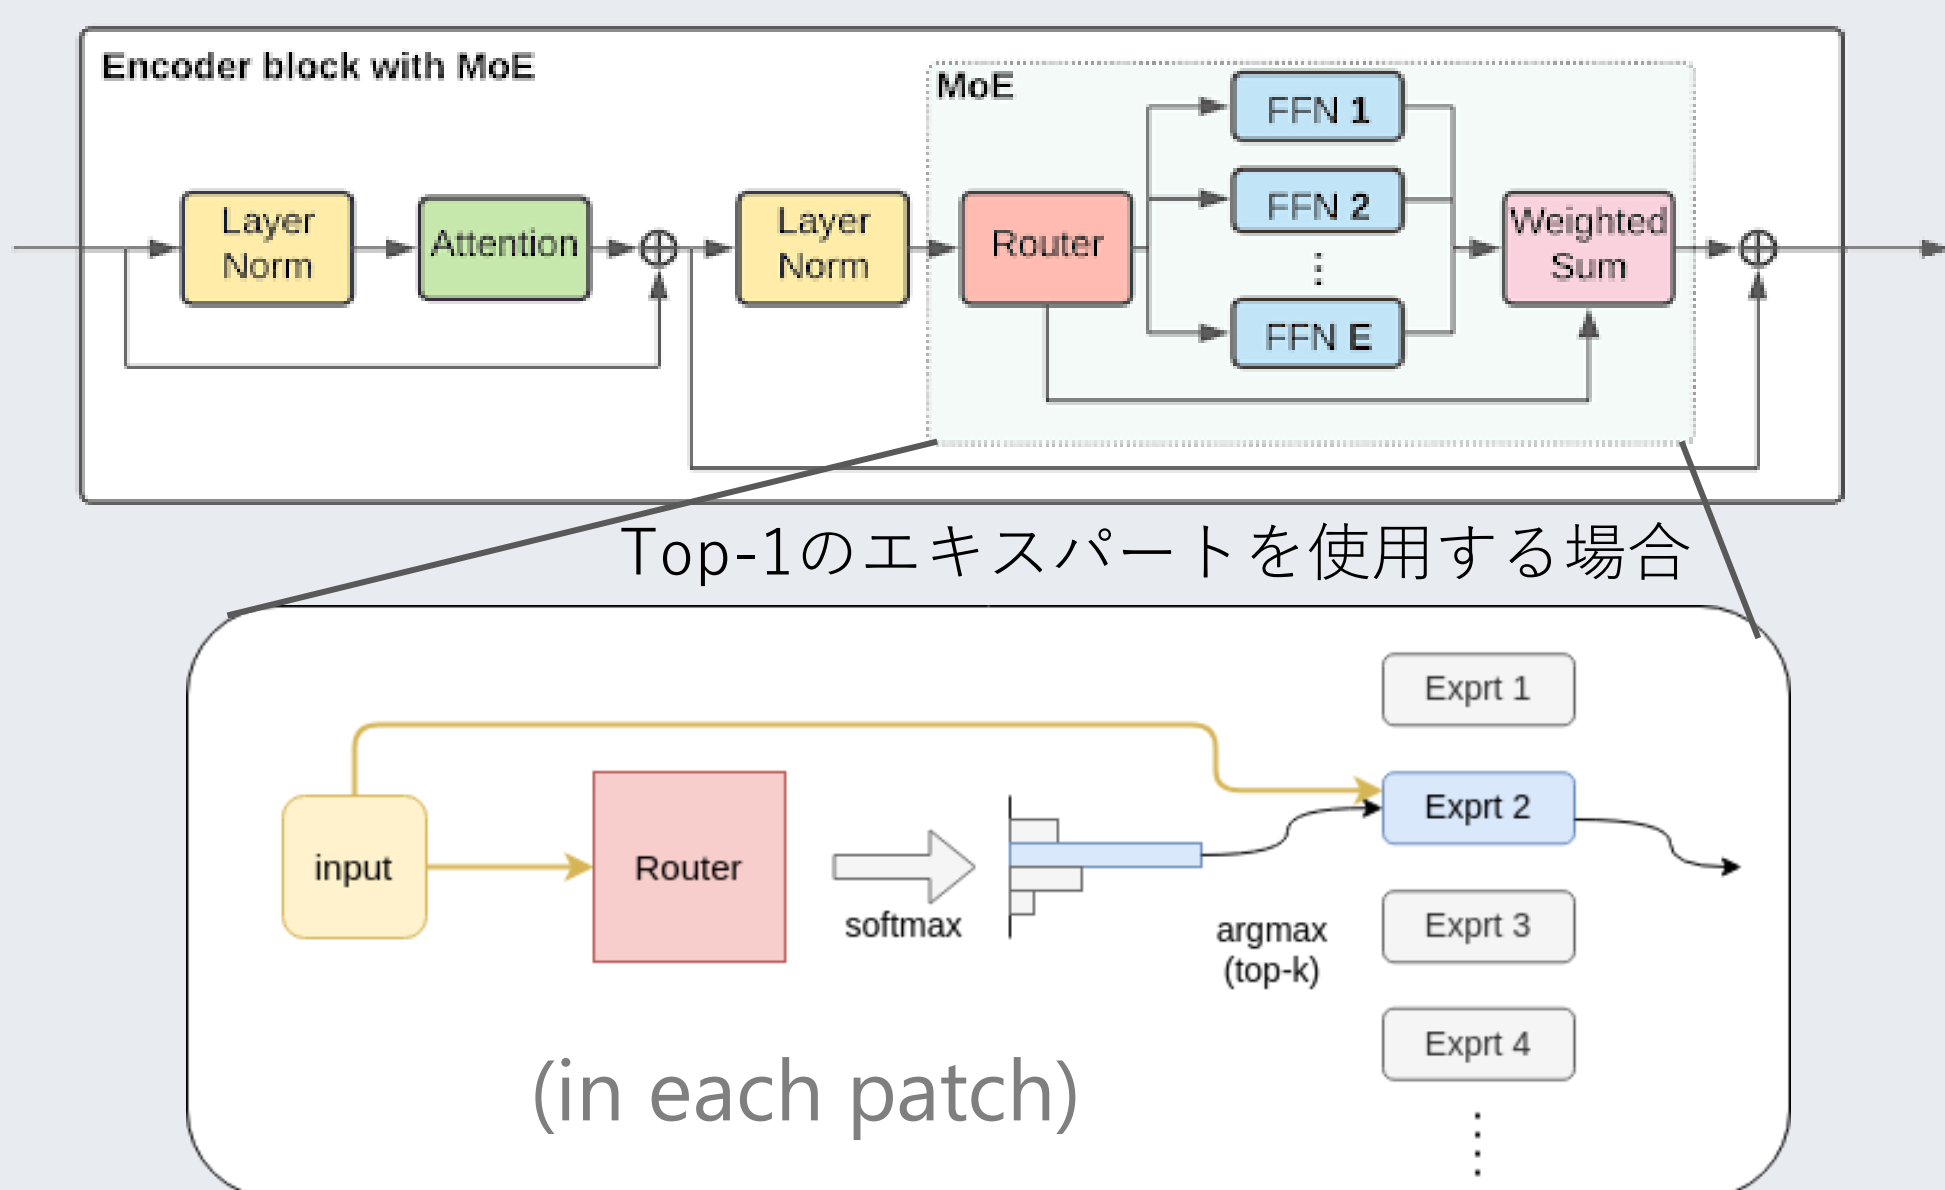 Encoder block with MoE
MoE
FFN 1
FFN 2
FFN E
Layer
Norm
Attention
Layer
Norm
Router
Weighted
Sum
Top-1のエキスパートを使用する場合
Exprt 1
Exprt 2
Exprt 3
Exprt 4
input
Router
softmax
argmax
(top-k)
(in each patch)